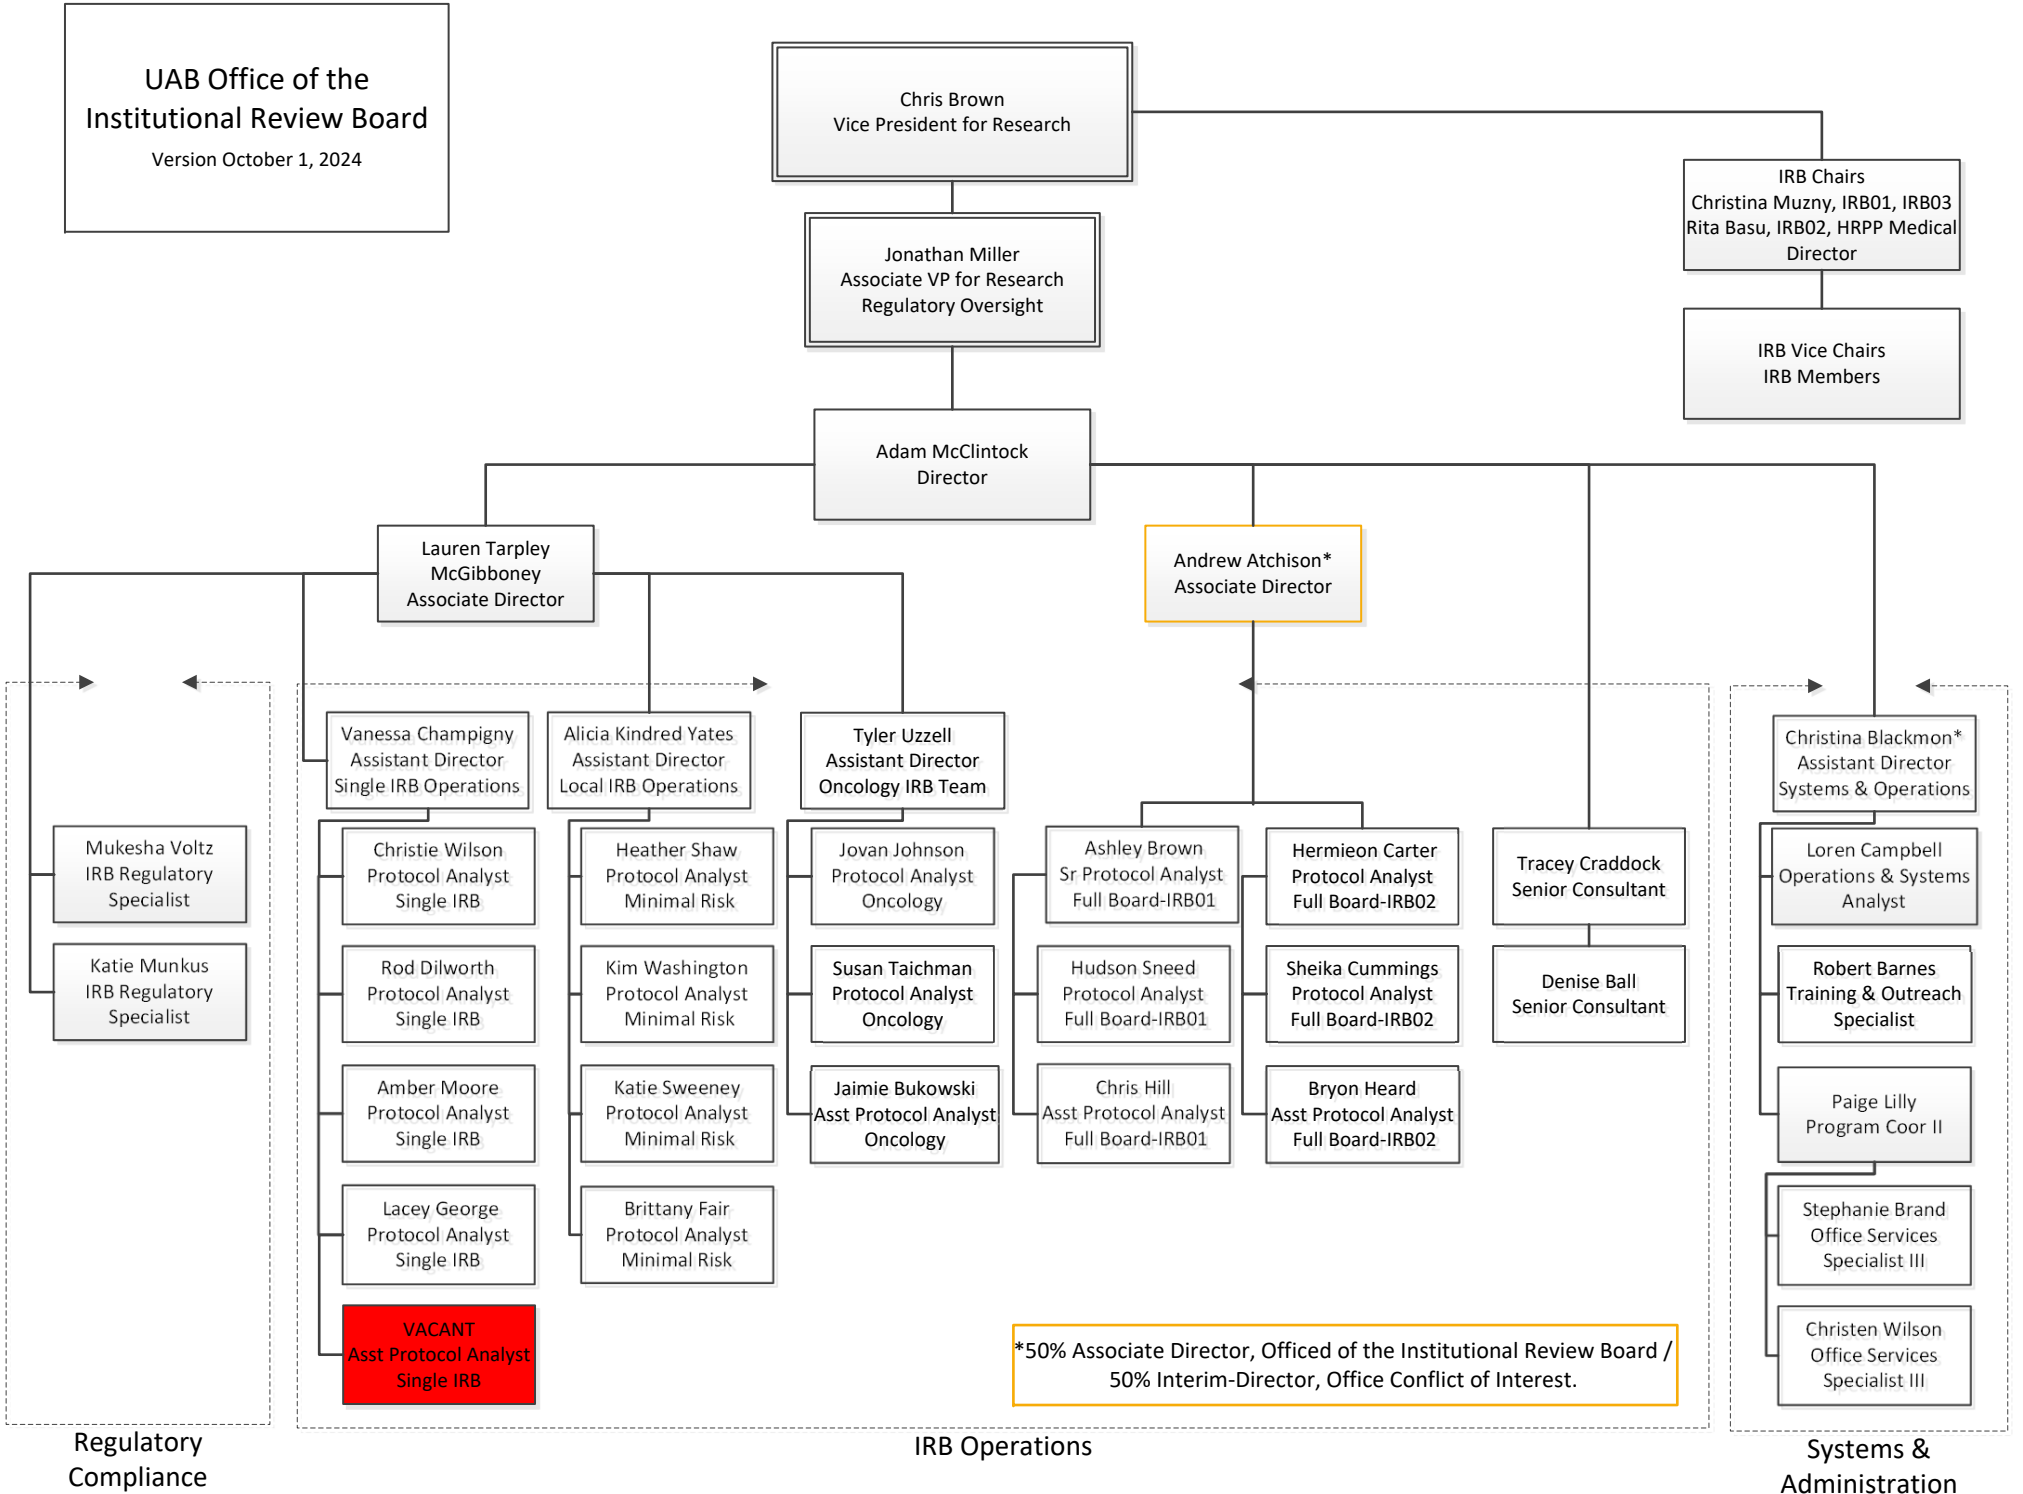 UAB Office of the
Institutional Review Board
Version October 1, 2024
Chris Brown
Vice President for Research
IRB Chairs
Christina Muzny, IRB01, IRB03
Rita Basu, IRB02, HRPP Medical
Director
Jonathan Miller
Associate VP for Research
Regulatory Oversight
IRB Vice Chairs
IRB Members
Adam McClintock
Director
Lauren Tarpley
McGibboney
Associate Director
Andrew Atchison*
Associate Director
Vanessa Champigny
Assistant Director
Single IRB Operations
Alicia Kindred Yates
Assistant Director
Local IRB Operations
Tyler Uzzell
Assistant Director
Oncology IRB Team
Christina Blackmon*
Assistant Director
Systems & Operations
Mukesha Voltz
IRB Regulatory
Specialist
Katie Munkus
IRB Regulatory
Specialist
Christie Wilson
Protocol Analyst
Single IRB
Rod Dilworth
Protocol Analyst
Single IRB
Amber Moore
Protocol Analyst
Single IRB
Lacey George
Protocol Analyst
Single IRB
VACANT
Asst Protocol Analyst
Single IRB
Heather Shaw
Protocol Analyst
Minimal Risk
Kim Washington
Protocol Analyst
Minimal Risk
Katie Sweeney
Protocol Analyst
Minimal Risk
Brittany Fair
Protocol Analyst
Minimal Risk
Jovan Johnson
Protocol Analyst
Oncology
Susan Taichman
Protocol Analyst
Oncology
Jaimie Bukowski
Asst Protocol Analyst
Oncology
Ashley Brown
Sr Protocol Analyst
Full Board-IRB01
Hudson Sneed
Protocol Analyst
Full Board-IRB01
Chris Hill
Asst Protocol Analyst
Full Board-IRB01
Hermieon Carter
Protocol Analyst
Full Board-IRB02
Sheika Cummings
Protocol Analyst
Full Board-IRB02
Bryon Heard
Asst Protocol Analyst
Full Board-IRB02
Tracey Craddock
Senior Consultant
Denise Ball
Senior Consultant
Loren Campbell
Operations & Systems
Analyst
Robert Barnes
Training & Outreach
Specialist
Paige Lilly
Program Coor II
Stephanie Brand
Office Services
Specialist III
Christen Wilson
Office Services
Specialist III
*50% Associate Director, Officed of the Institutional Review Board /
50% Interim-Director, Office Conflict of Interest.
Regulatory
Compliance
IRB Operations
Systems &
Administration